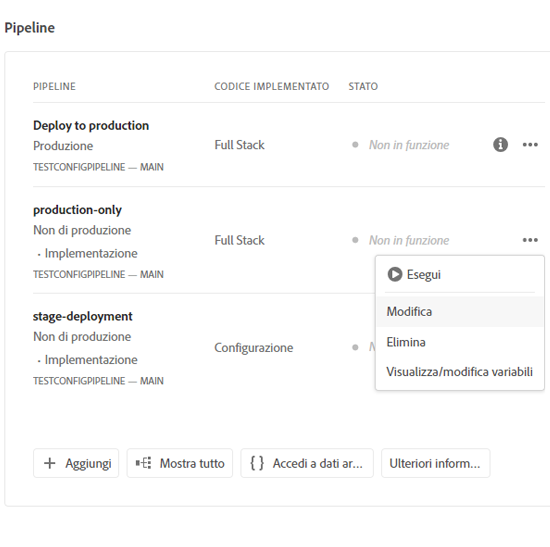 Pipeline
PIPELINE CODICE IMPLEMENTATO STATO
Deploy to production
Produzione
Full Stack Non in funzione
TESTCONFIGPIPELINE — MAIN
production-only
Non di produzione
Full Stack Non in funzione
• Implementazione
TESTCONFIGPIPELINE — MAIN
Esegui
Modifica
Elimina
Visualizza/modifica variabili
stage-deployment
Non di produzione
Configurazione
• Implementazione
TESTCONFIGPIPELINE — MAIN
Aggiungi Mostra tutto Accedi a dati ar... Ulteriori inform...